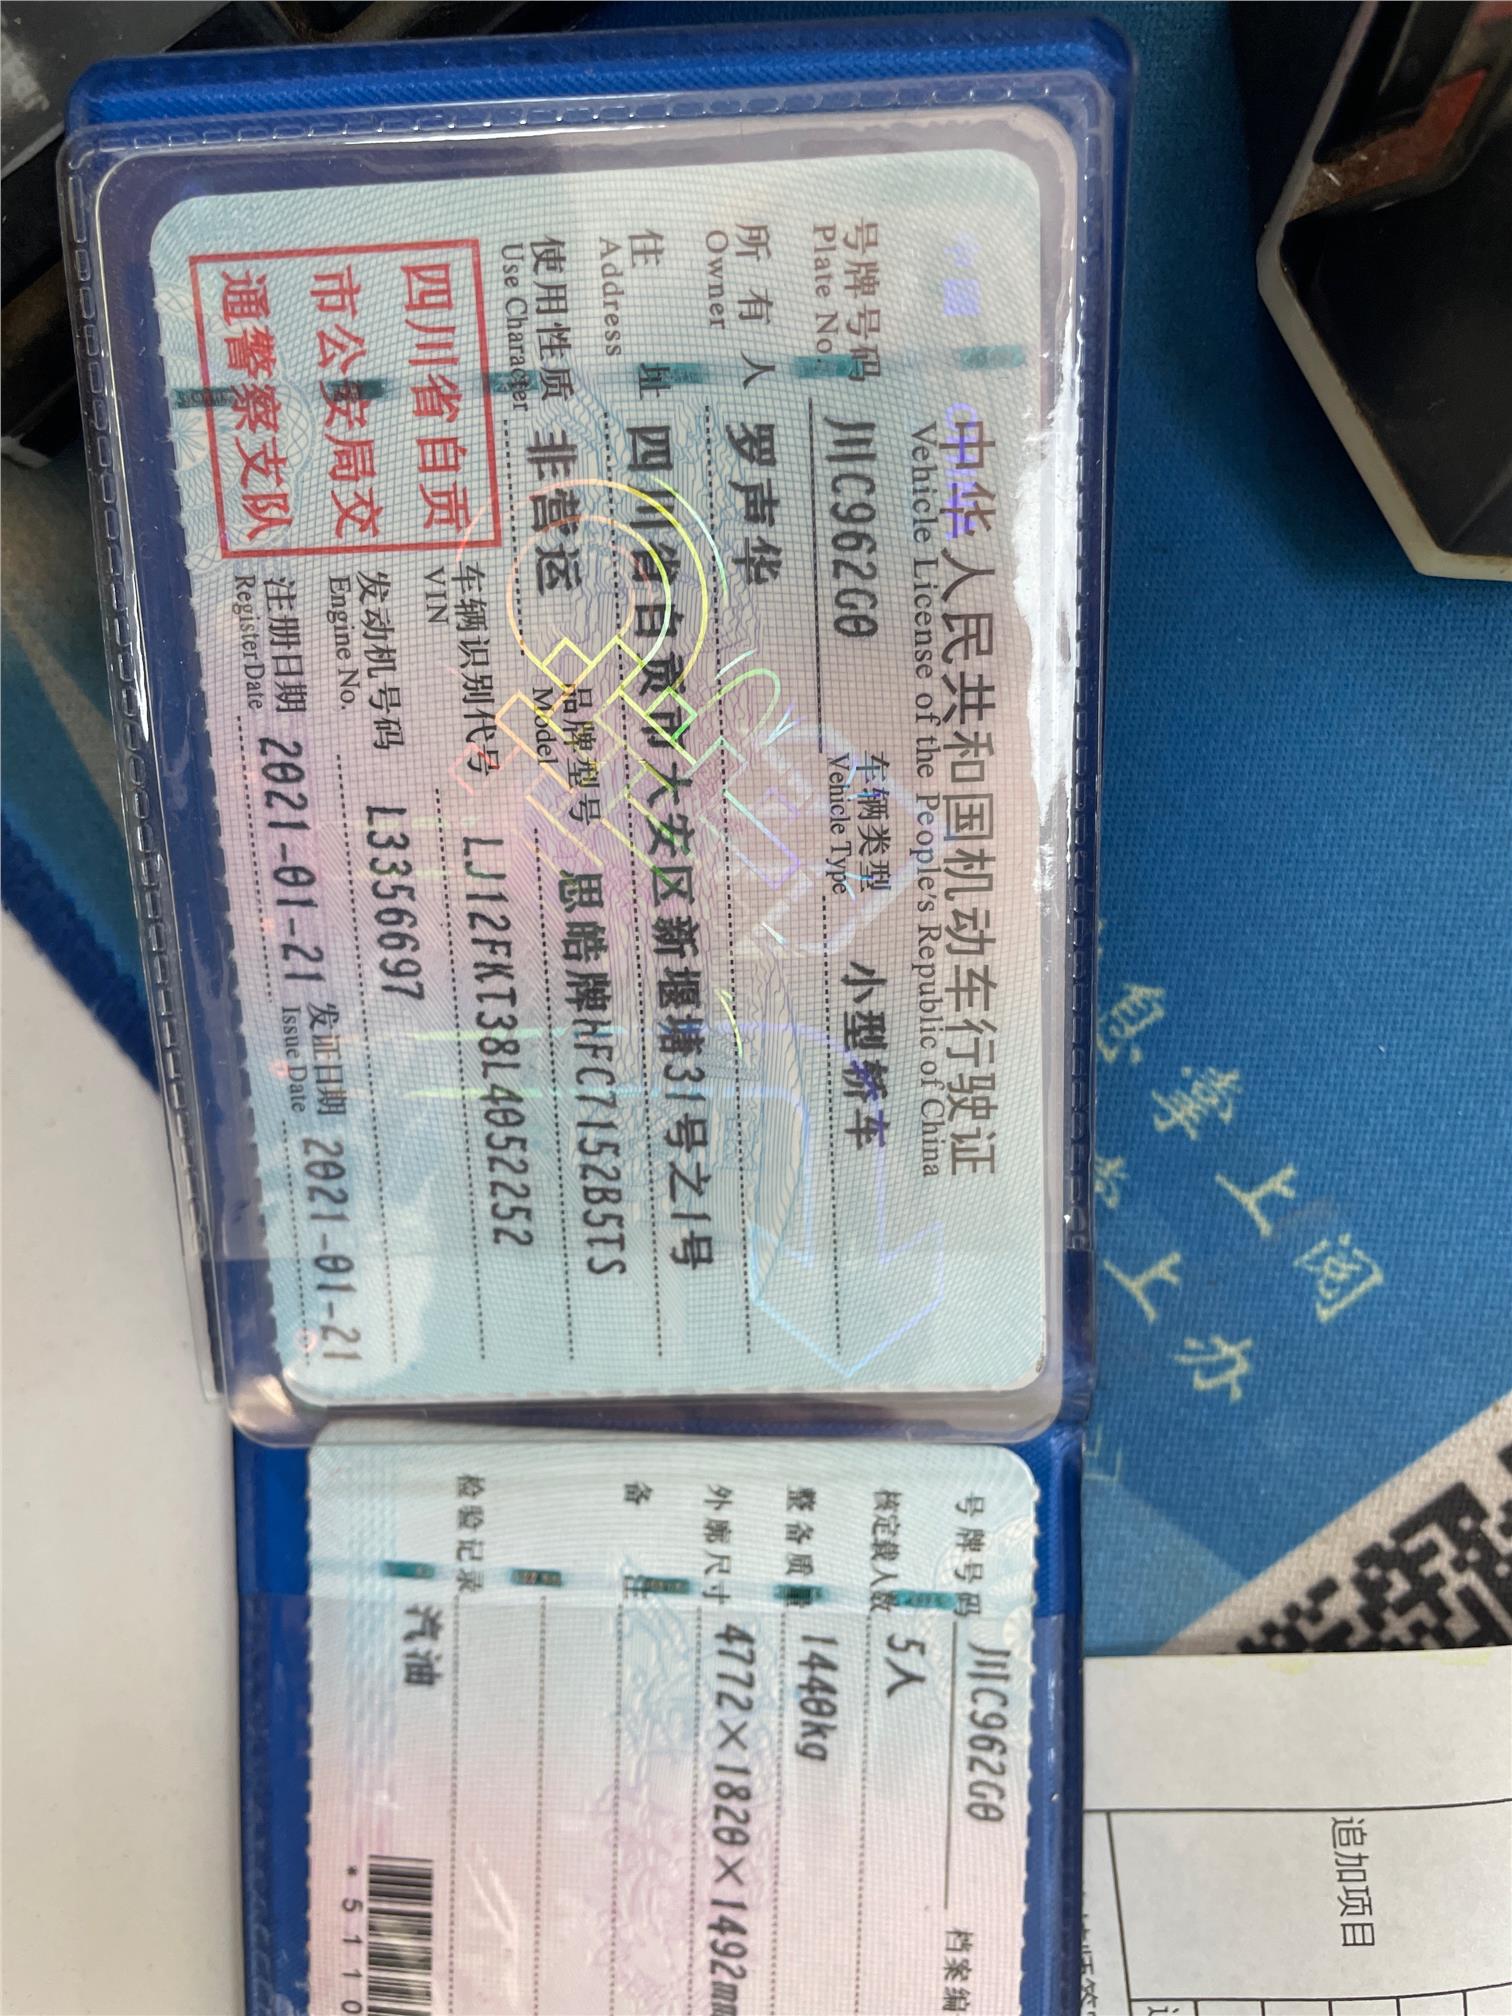 中华人民共和国机动车行驶证
Vehicle License of the People's Republic of China
号牌号码 川C962G0 车辆类型 小型轿车
Plate No. Vehicle Type
所有人 罗声华
Owner
住址 四川省自贡市大安区新堰塘31号之1号
Address
使用性质 非营运 品牌型号 思皓牌HFC7152B5TS
Use Character Model
四川省自贡
市公安局交
通警察支队
车辆识别代号 LJ12FKT38L4052252
VIN
发动机号码 L3356697
Engine No.
注册日期 2021-01-21 发证日期 2021-01-21
Register Date Issue Date
号牌号码 川C962G0 档案编
核定载人数 5人
整备质量 1440kg
外廓尺寸 4772×1820×1492mm
备注
检验记录
汽油
*5110
追加项目
上办